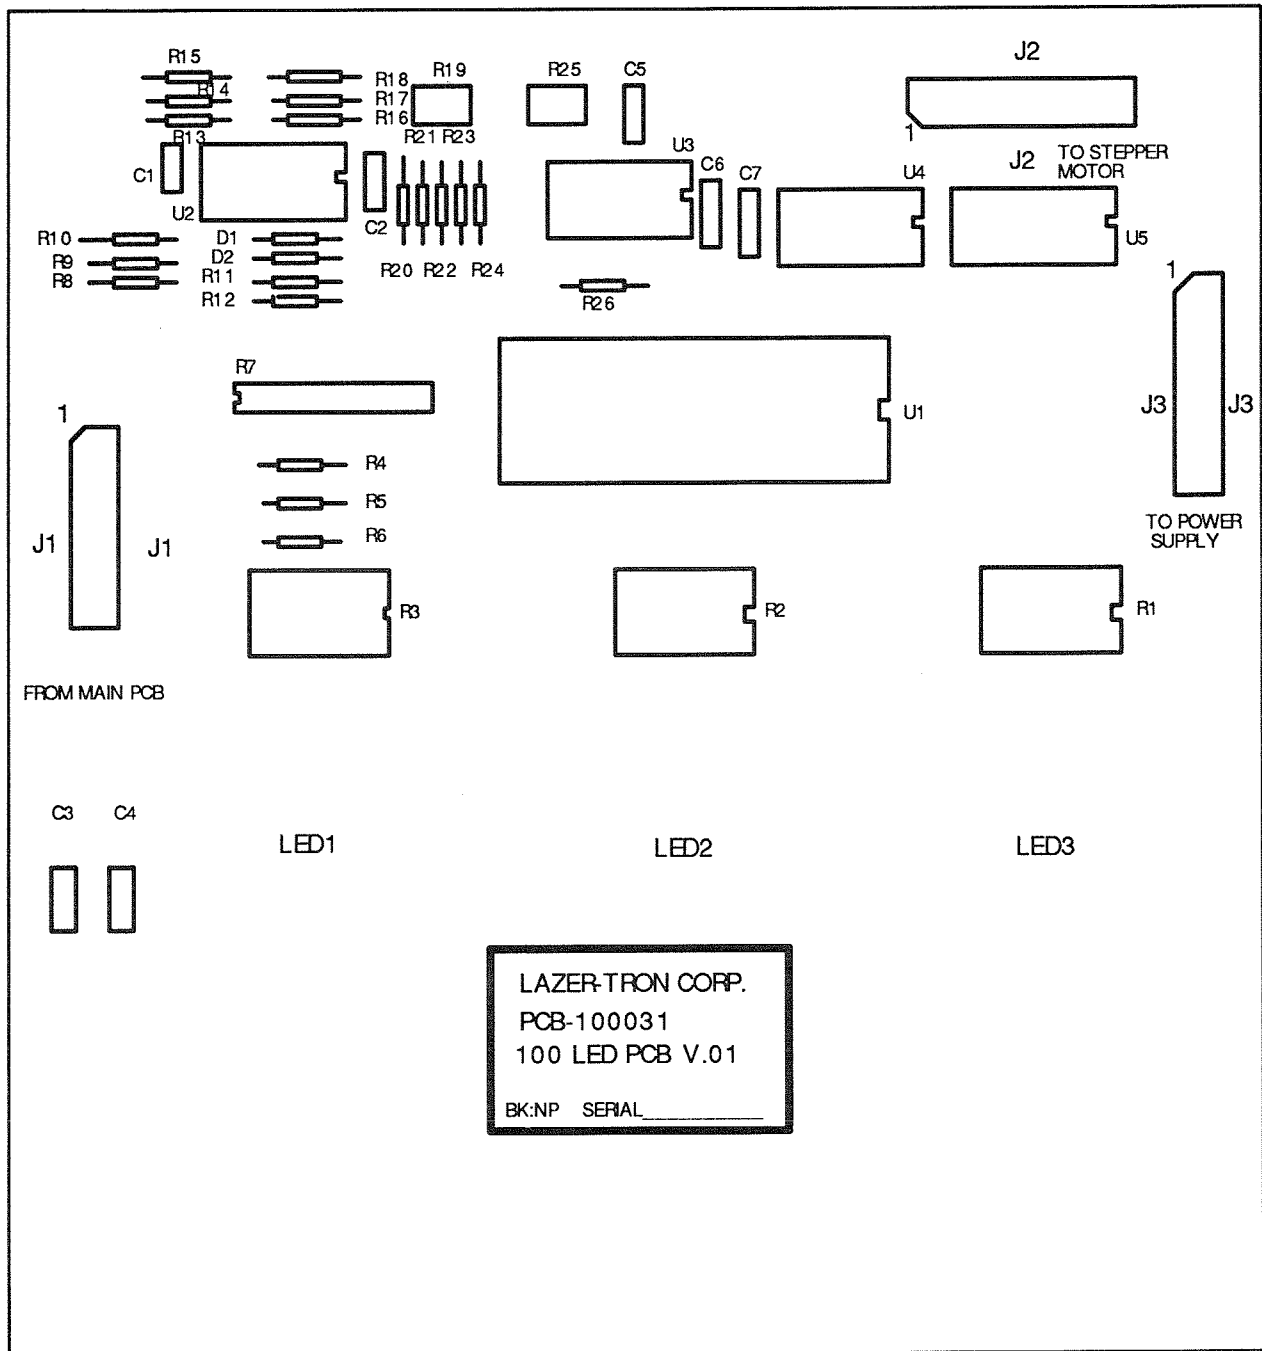 J2
R15
R19
R25
C5
R18
R14
R17
R16
1
R13
R21 R23
U3
J2
TO STEPPER
MOTOR
C1
C6
C7
U4
U2
C2
U5
R10
D1
R9
D2
R8
R11
R12
R20 R22 R24
R26
1
R7
J3
J3
1
U1
R4
R5
R6
J1
J1
TO POWER
SUPPLY
R3
R2
R1
FROM MAIN PCB
C3
C4
LED1
LED2
LED3
LAZER-TRON CORP.
PCB-100031
100 LED PCB V.01
BK:NP SERIAL____________